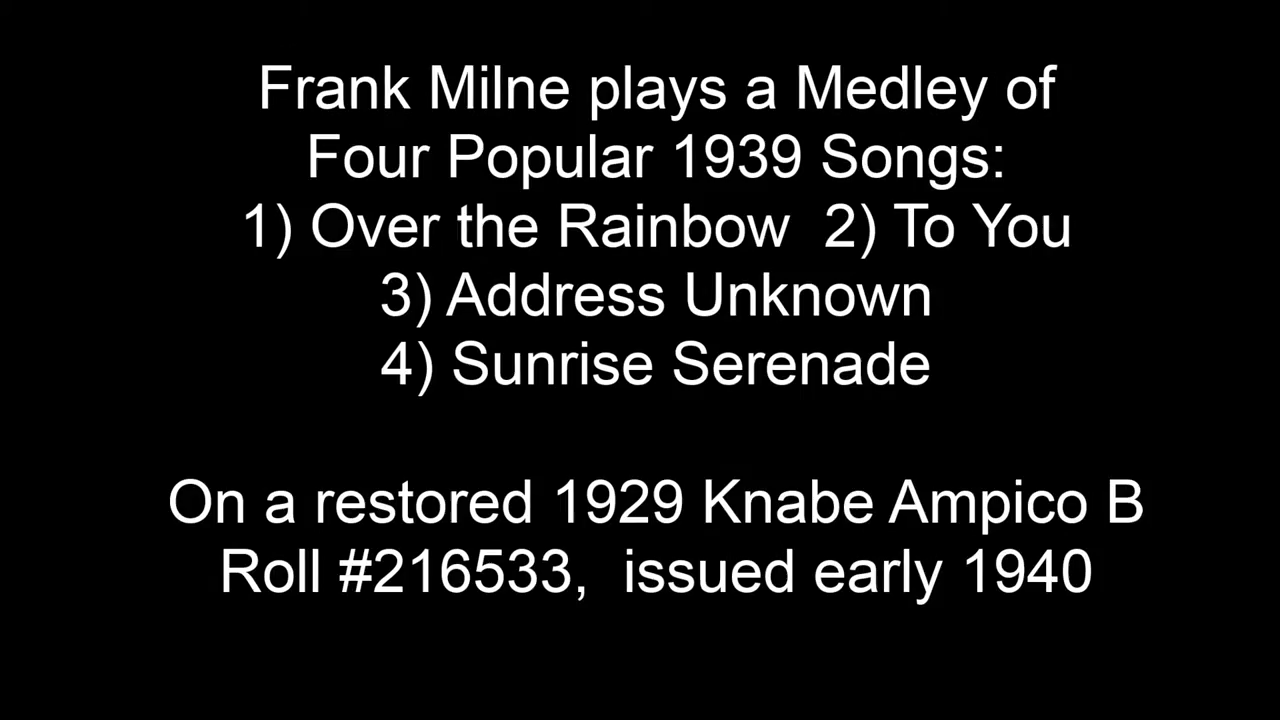 Frank Milne plays a Medley of
Four Popular 1939 Songs:
1) Over the Rainbow  2) To You
3) Address Unknown
4) Sunrise Serenade
On a restored 1929 Knabe Ampico B
Roll #216533,  issued early 1940